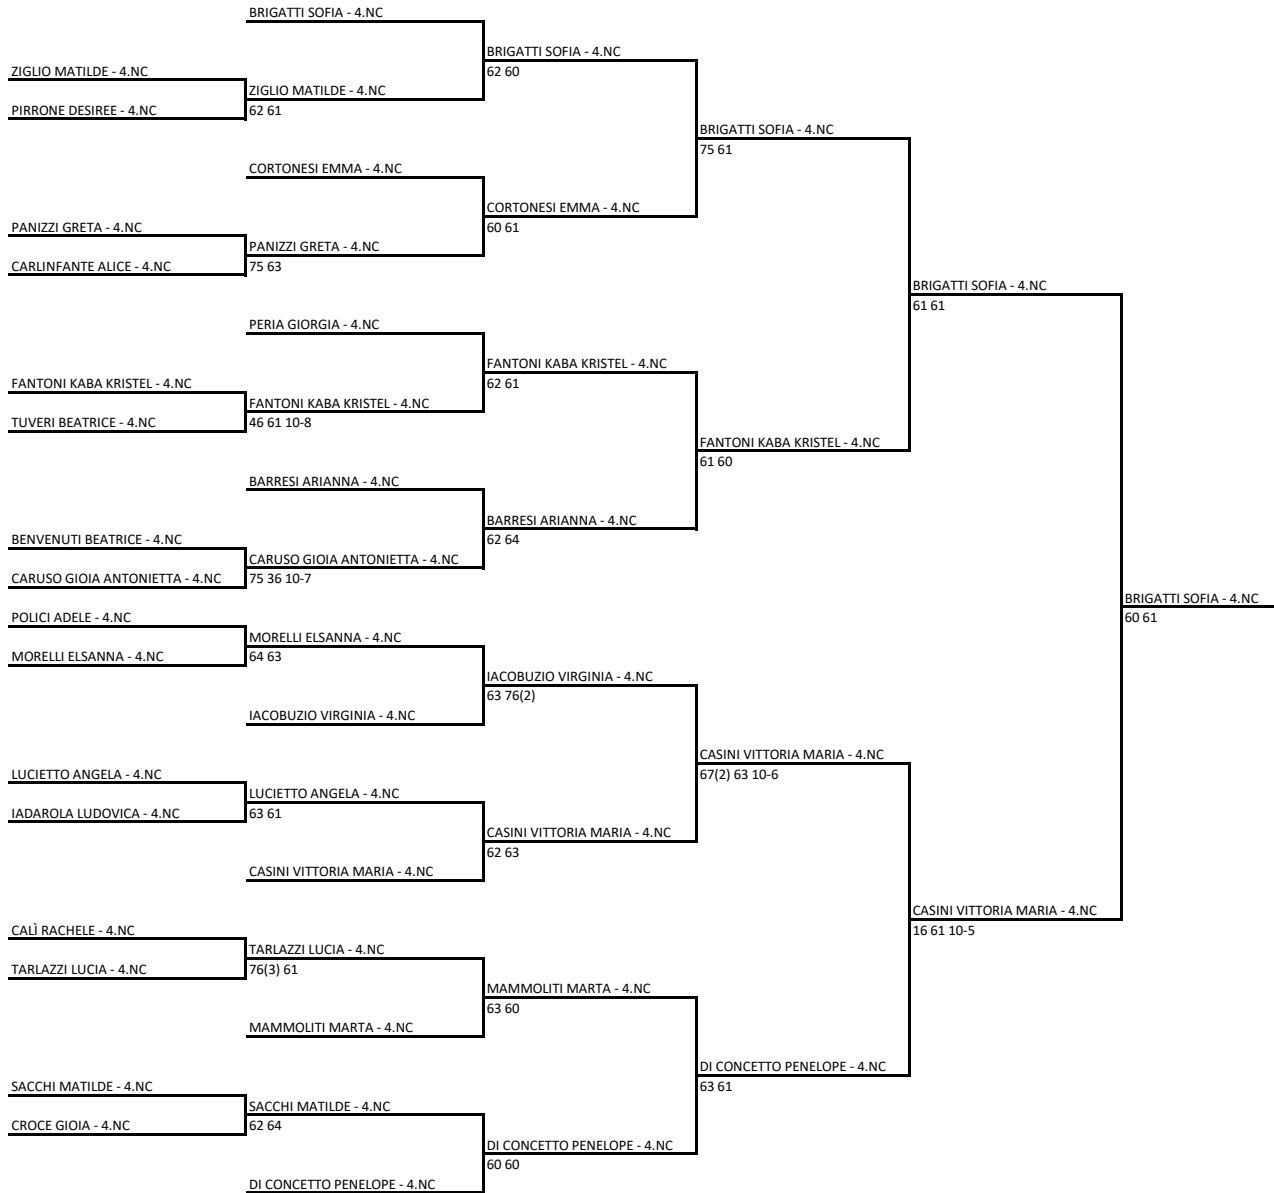 BRIGATTI SOFIA - 4.NC
BRIGATTI SOFIA - 4.NC
ZIGLIO MATILDE - 4.NC
62 60
ZIGLIO MATILDE - 4.NC
PIRRONE DESIREE - 4.NC
62 61
BRIGATTI SOFIA - 4.NC
75 61
CORTONESI EMMA - 4.NC
CORTONESI EMMA - 4.NC
PANIZZI GRETA - 4.NC
60 61
PANIZZI GRETA - 4.NC
CARLINFANTE ALICE - 4.NC
75 63
BRIGATTI SOFIA - 4.NC
61 61
PERIA GIORGIA - 4.NC
FANTONI KABA KRISTEL - 4.NC
FANTONI KABA KRISTEL - 4.NC
62 61
FANTONI KABA KRISTEL - 4.NC
TUVERI BEATRICE - 4.NC
46 61 10-8
FANTONI KABA KRISTEL - 4.NC
61 60
BARRESI ARIANNA - 4.NC
BARRESI ARIANNA - 4.NC
BENVENUTI BEATRICE - 4.NC
62 64
CARUSO GIOIA ANTONIETTA - 4.NC
CARUSO GIOIA ANTONIETTA - 4.NC
75 36 10-7
BRIGATTI SOFIA - 4.NC
60 61
POLICI ADELE - 4.NC
MORELLI ELSANNA - 4.NC
MORELLI ELSANNA - 4.NC
64 63
IACOBUZIO VIRGINIA - 4.NC
63 76(2)
IACOBUZIO VIRGINIA - 4.NC
CASINI VITTORIA MARIA - 4.NC
67(2) 63 10-6
LUCIETTO ANGELA - 4.NC
LUCIETTO ANGELA - 4.NC
IADAROLA LUDOVICA - 4.NC
63 61
CASINI VITTORIA MARIA - 4.NC
62 63
CASINI VITTORIA MARIA - 4.NC
CASINI VITTORIA MARIA - 4.NC
16 61 10-5
CALÌ RACHELE - 4.NC
TARLAZZI LUCIA - 4.NC
TARLAZZI LUCIA - 4.NC
76(3) 61
MAMMOLITI MARTA - 4.NC
63 60
MAMMOLITI MARTA - 4.NC
DI CONCETTO PENELOPE - 4.NC
63 61
SACCHI MATILDE - 4.NC
SACCHI MATILDE - 4.NC
CROCE GIOIA - 4.NC
62 64
DI CONCETTO PENELOPE - 4.NC
60 60
DI CONCETTO PENELOPE - 4.NC